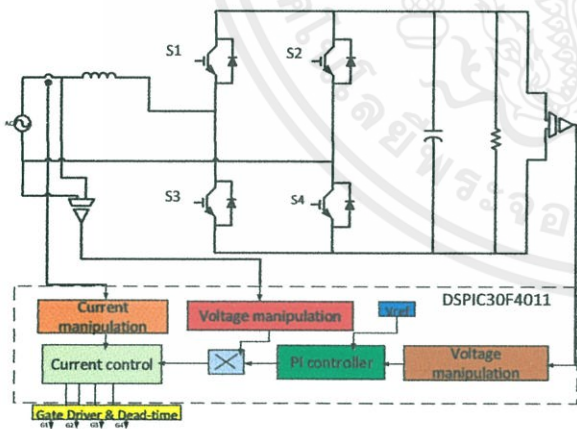 S1
S2
AC
S3
S4
DSPIC30F4011
Current manipulation
Voltage manipulation
Vref
Current control
PI controller
Voltage manipulation
Gate Driver & Dead-time
G1 G2 G3 G4